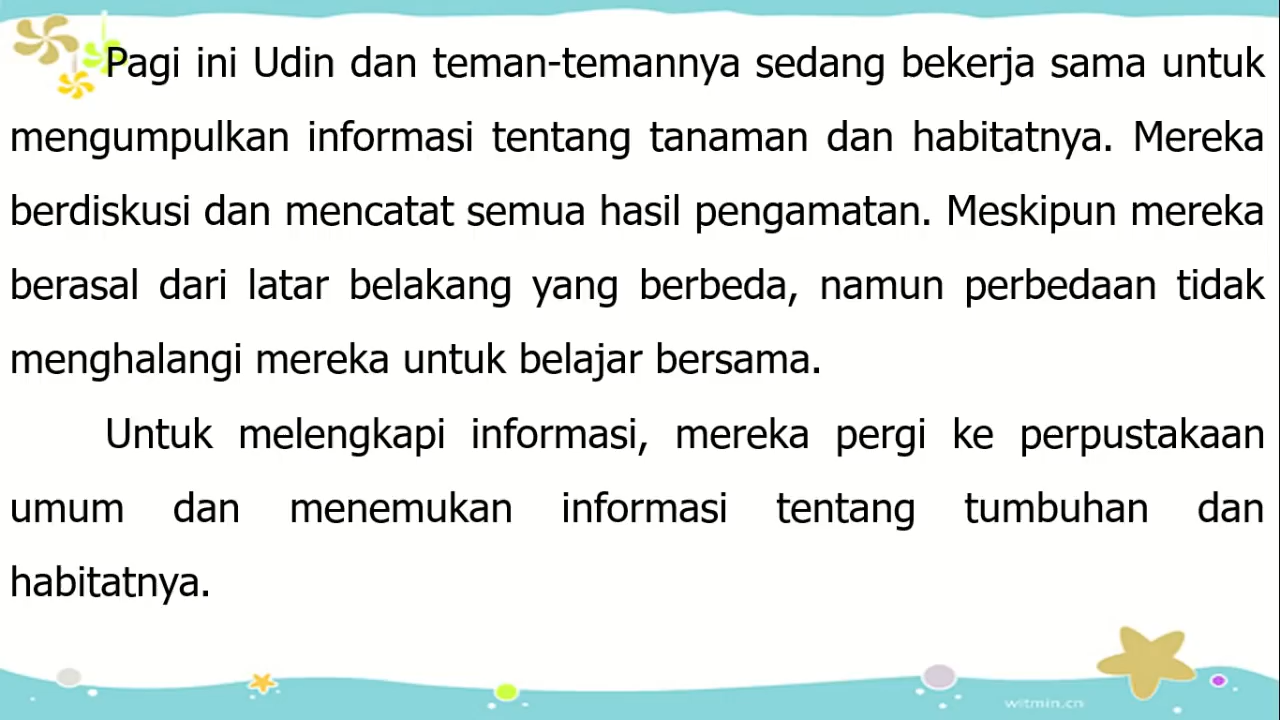 Pagi ini Udin dan teman-temannya sedang bekerja sama untuk
mengumpulkan informasi tentang tanaman dan habitatnya. Mereka
berdiskusi dan mencatat semua hasil pengamatan. Meskipun mereka
berasal dari latar belakang yang berbeda, namun perbedaan tidak
menghalangi mereka untuk belajar bersama.
Untuk melengkapi informasi, mereka pergi ke perpustakaan
umum dan menemukan informasi tentang tumbuhan dan
habitatnya.
witmin.cn